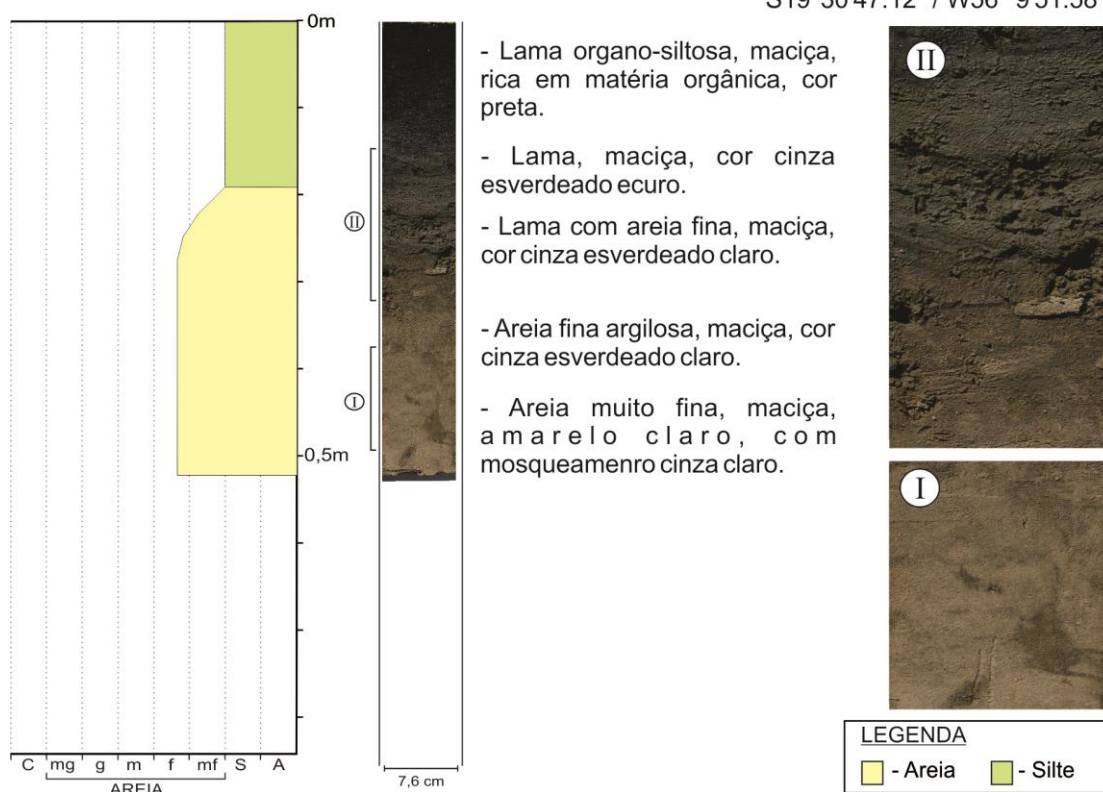 S19°30'47.12" / W56° 9'51.58"
0m
0,5m
C mg g m f mf S A
AREIA
II
I
7,6 cm
- Lama organo-siltosa, maciça,
rica em matéria orgânica, cor
preta.
- Lama, maciça, cor cinza
esverdeado ecuro.
- Lama com areia fina, maciça,
cor cinza esverdeado claro.
- Areia fina argilosa, maciça, cor
cinza esverdeado claro.
- Areia muito fina, maciça,
amarelo claro, com
mosqueamenro cinza claro.
II
I
LEGENDA
- Areia - Silte